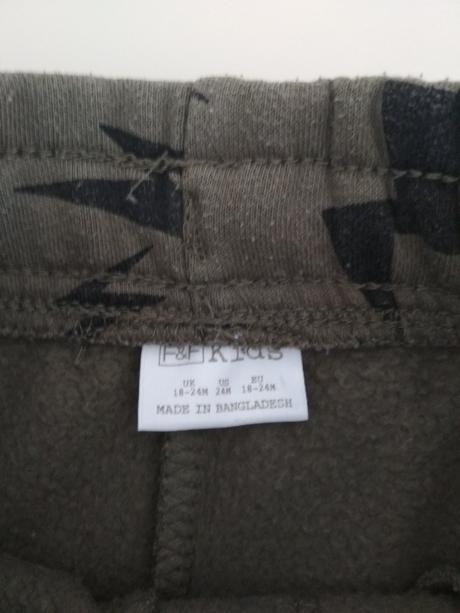 F&F Kids
UK US EU
18-24M 24M 18-24M
MADE IN BANGLADESH